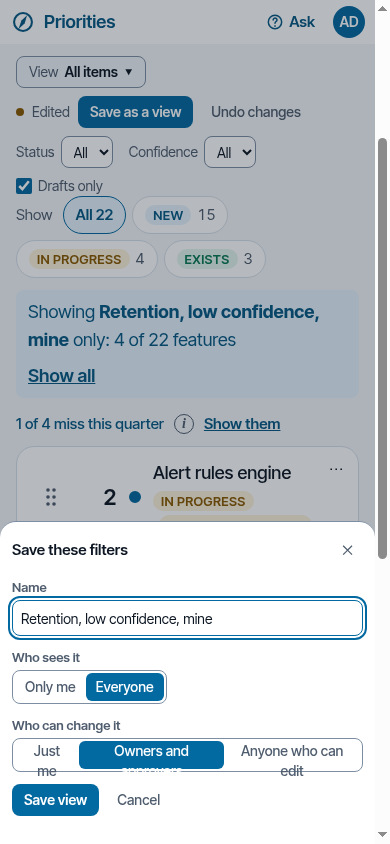 Priorities
Ask
AD
View All items ▼
Edited
Save as a view
Undo changes
Status
All
Confidence
All
Drafts only
Show
All 22
NEW 15
IN PROGRESS 4
EXISTS 3
Showing Retention, low confidence,
mine only: 4 of 22 features
Show all
1 of 4 miss this quarter
i
Show them
Alert rules engine
...
2
IN PROGRESS
Save these filters
Name
Retention, low confidence, mine
Who sees it
Only me
Everyone
Who can change it
Just
me
Owners and
Anyone who can
edit
Save view
Cancel